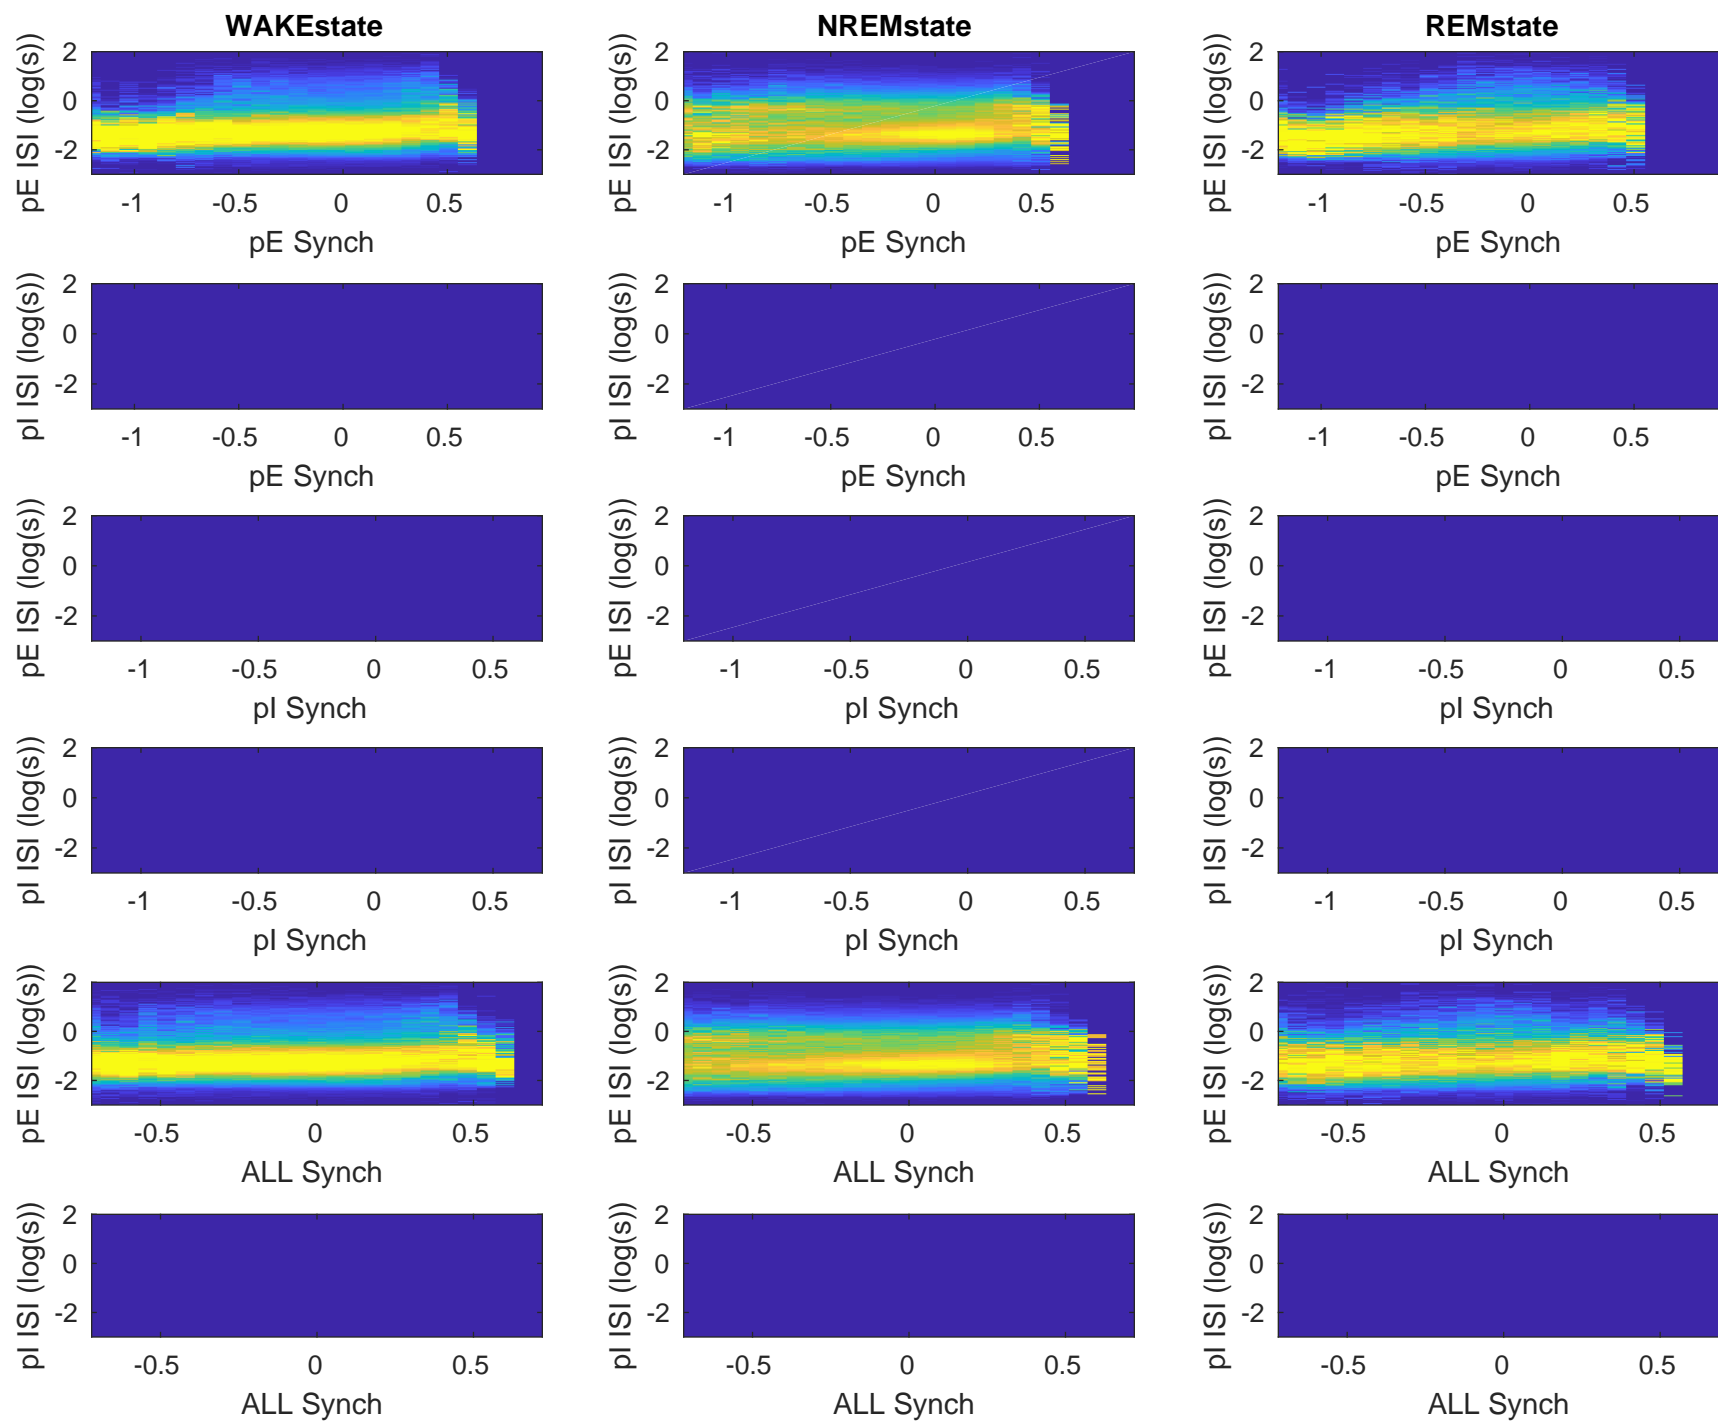 WAKEstate NREMstate REMstate
pE ISI (log(s)) 2 0 -2 pE ISI (log(s)) 2 0 -2 pE ISI (log(s)) 2 0 -2
-1 -0.5 0 0.5 -1 -0.5 0 0.5 -1 -0.5 0 0.5
pE Synch pE Synch pE Synch
pI ISI (log(s)) 2 0 -2 pI ISI (log(s)) 2 0 -2 pI ISI (log(s)) 2 0 -2
-1 -0.5 0 0.5 -1 -0.5 0 0.5 -1 -0.5 0 0.5
pE Synch pE Synch pE Synch
pE ISI (log(s)) 2 0 -2 pE ISI (log(s)) 2 0 -2 pE ISI (log(s)) 2 0 -2
-1 -0.5 0 0.5 -1 -0.5 0 0.5 -1 -0.5 0 0.5
pI Synch pI Synch pI Synch
pI ISI (log(s)) 2 0 -2 pI ISI (log(s)) 2 0 -2 pI ISI (log(s)) 2 0 -2
-1 -0.5 0 0.5 -1 -0.5 0 0.5 -1 -0.5 0 0.5
pI Synch pI Synch pI Synch
pE ISI (log(s)) 2 0 -2 pE ISI (log(s)) 2 0 -2 pE ISI (log(s)) 2 0 -2
-0.5 0 0.5 -0.5 0 0.5 -0.5 0 0.5
ALL Synch ALL Synch ALL Synch
pI ISI (log(s)) 2 0 -2 pI ISI (log(s)) 2 0 -2 pI ISI (log(s)) 2 0 -2
-0.5 0 0.5 -0.5 0 0.5 -0.5 0 0.5
ALL Synch ALL Synch ALL Synch